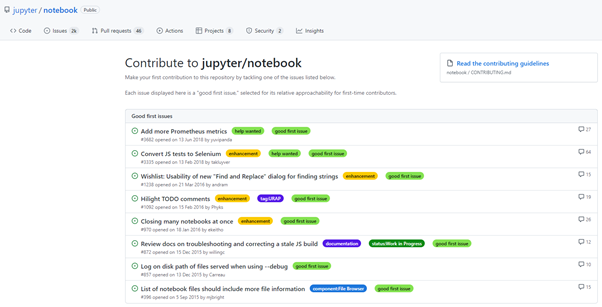 jupyter / notebook Public
Code Issues 2k Pull requests 46 Actions Projects 8 Security 2 Insights
Contribute to jupyter/notebook
Make your first contribution to this repository by tackling one of the issues listed below.
Each issue displayed here is a "good first issue," selected for its relative approachability for first-time contributors.
Read the contributing guidelines
notebook / CONTRIBUTING.md
Good first issues
Add more Prometheus metrics help wanted good first issue 27
#3682 opened on 13 Jun 2018 by yuvipanda
Convert JS tests to Selenium enhancement help wanted good first issue 64
#3335 opened on 13 Feb 2018 by takluyver
Wishlist: Usability of new "Find and Replace" dialog for finding strings enhancement good first issue 15
#1238 opened on 21 Mar 2016 by andrem
Hilight TODO comments enhancement tag:URAP good first issue 19
#1092 opened on 15 Feb 2016 by Phyks
Closing many notebooks at once enhancement good first issue 26
#970 opened on 18 Jan 2016 by
Review docs on troubleshooting and correcting a stale JS build documentation status:Work in Progress good first issue 12
#872 opened on 15 Dec 2015 by willingc
Log on disk path of files served when using --debug good first issue 10
#857 opened on 13 Dec 2015 by Carreau
List of notebook files should include more file information component:File Browser good first issue 15
#386 opened on 5 Sep 2015 by mjbright